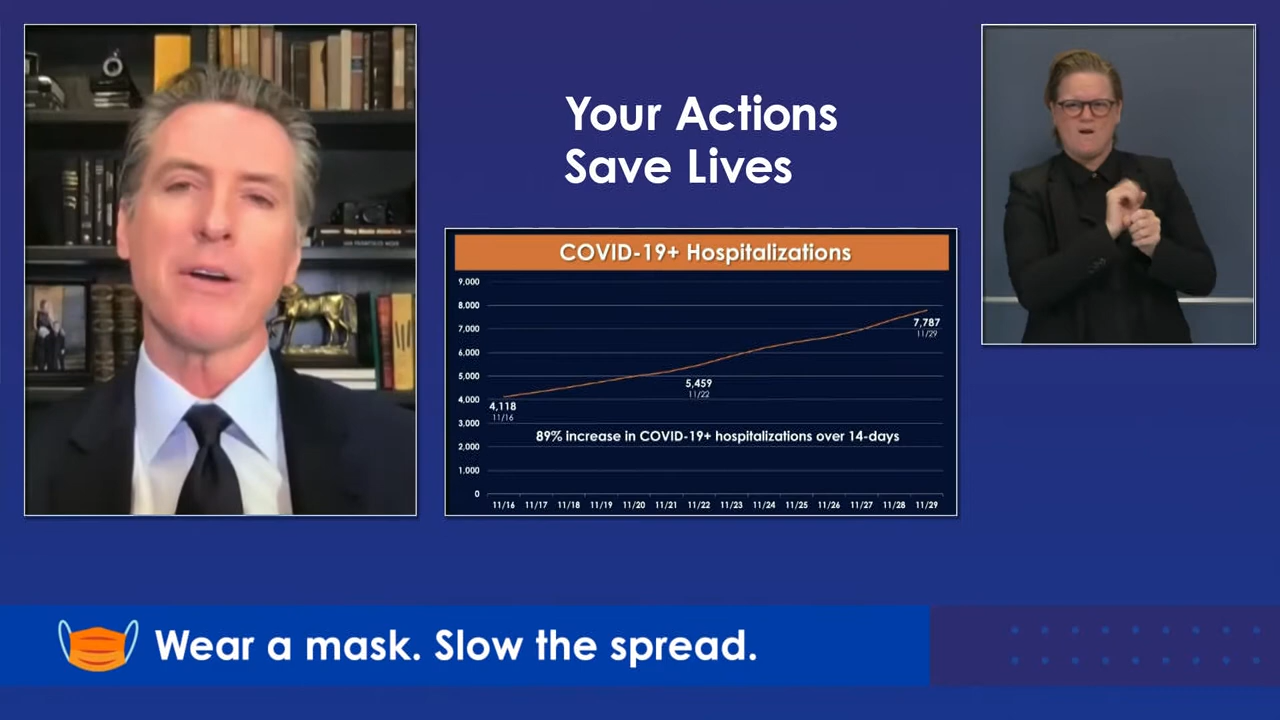 Your Actions
Save Lives
COVID-19+ Hospitalizations
9,000
8,000
7,000
6,000
5,000
4,000
3,000
2,000
1,000
0
4,118
11/16
5,459
11/22
7,787
11/29
89% increase in COVID-19+ hospitalizations over 14-days
11/16 11/17 11/18 11/19 11/20 11/21 11/22 11/23 11/24 11/25 11/26 11/27 11/28 11/29
Wear a mask. Slow the spread.